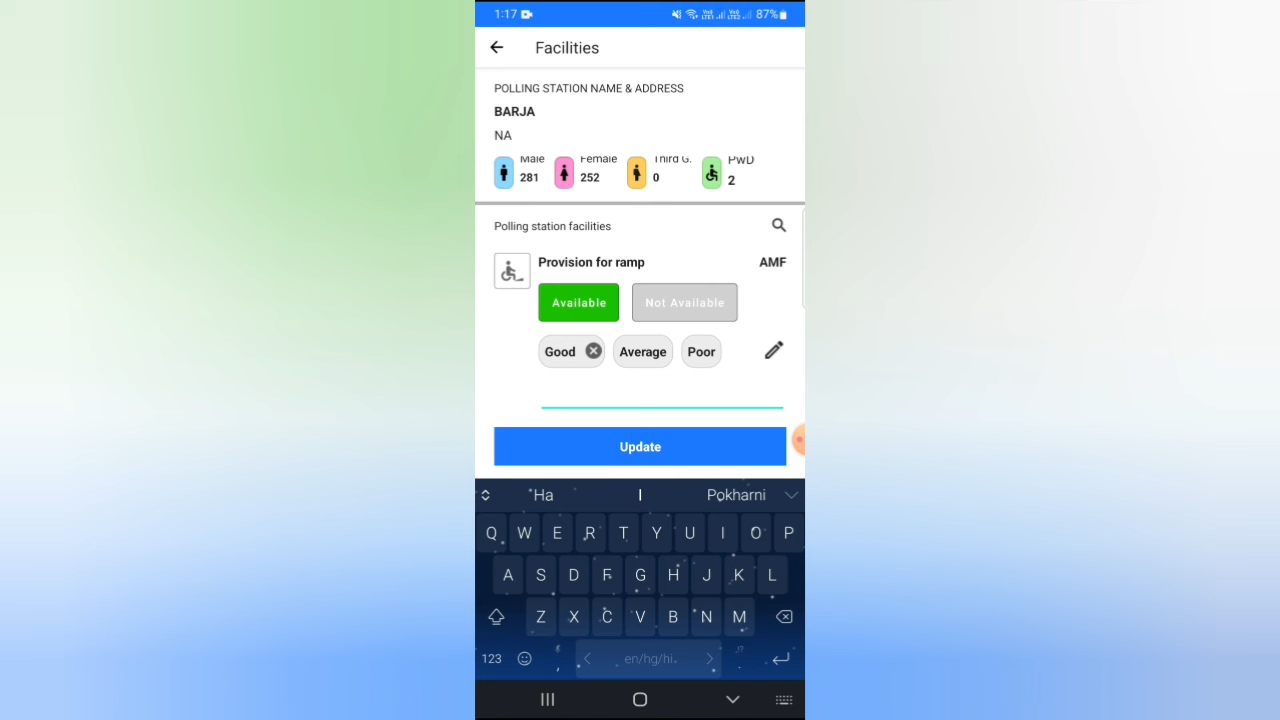 1:17 87%
Facilities
POLLING STATION NAME & ADDRESS
BARJA
NA
Male Female Third G. PwD
281 252 0 2
Polling station facilities
Provision for ramp AMF
Available Not Available
Good Average Poor
Update
Ha I Pokharni
Q W E R T Y U I O P
A S D F G H J K L
Z X C V B N M
123 , en/hg/hi. !?